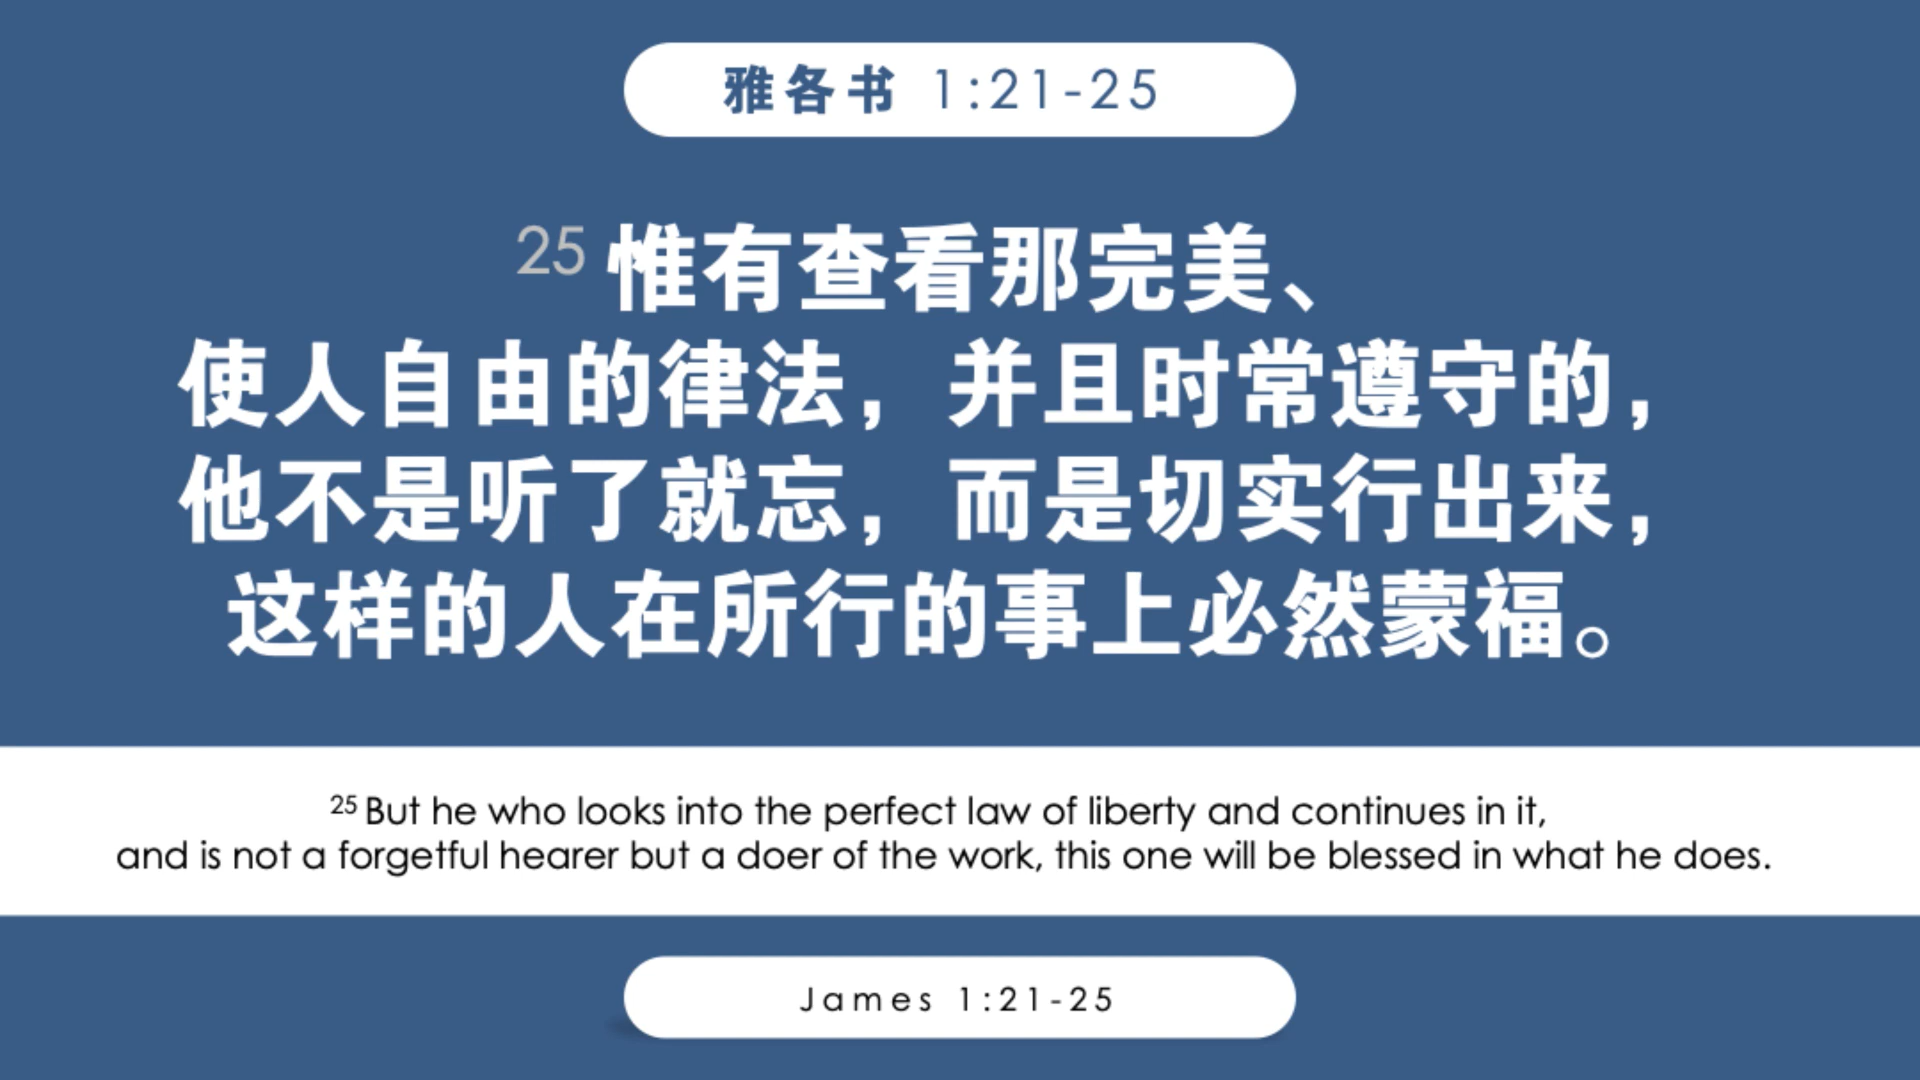 雅各书 1:21-25
25 惟有查看那完美、
使人自由的律法，并且时常遵守的，
他不是听了就忘，而是切实行出来，
这样的人在所行的事上必然蒙福。
25 But he who looks into the perfect law of liberty and continues in it,
and is not a forgetful hearer but a doer of the work, this one will be blessed in what he does.
James 1:21-25